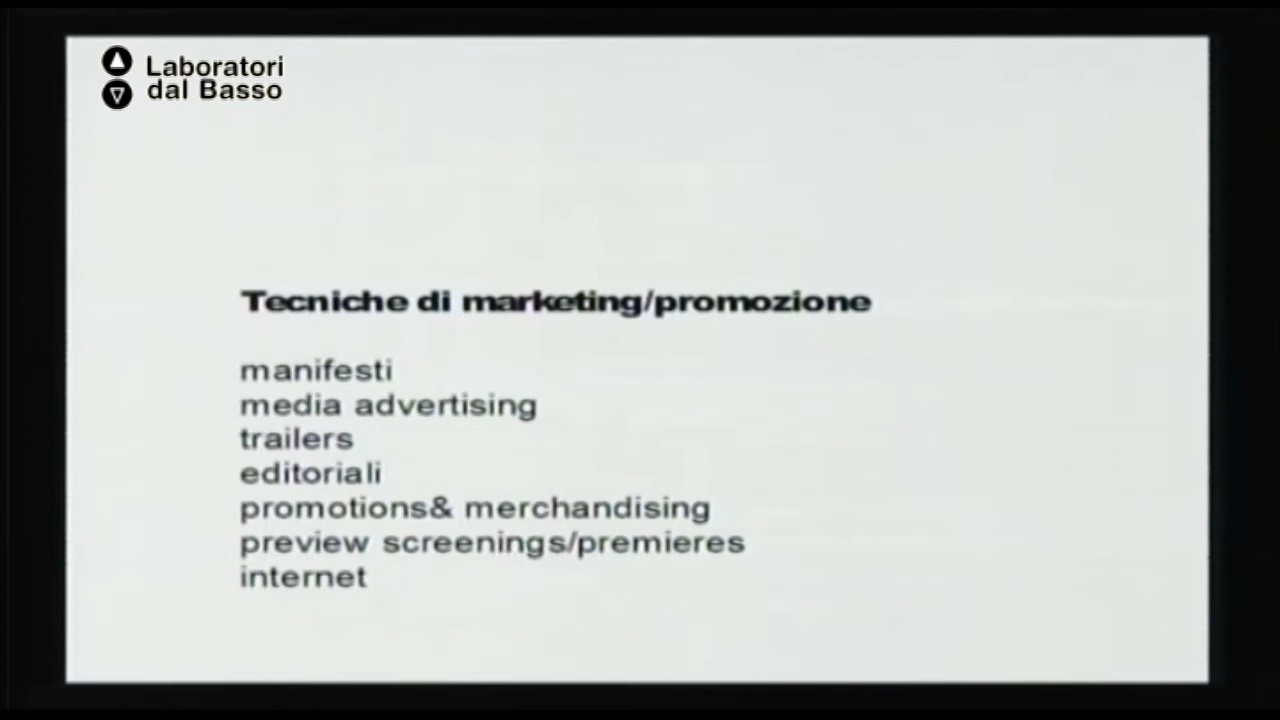 Laboratori
dal Basso
Tecniche di marketing/promozione
manifesti
media advertising
trailers
editoriali
promotions& merchandising
preview screenings/premieres
internet